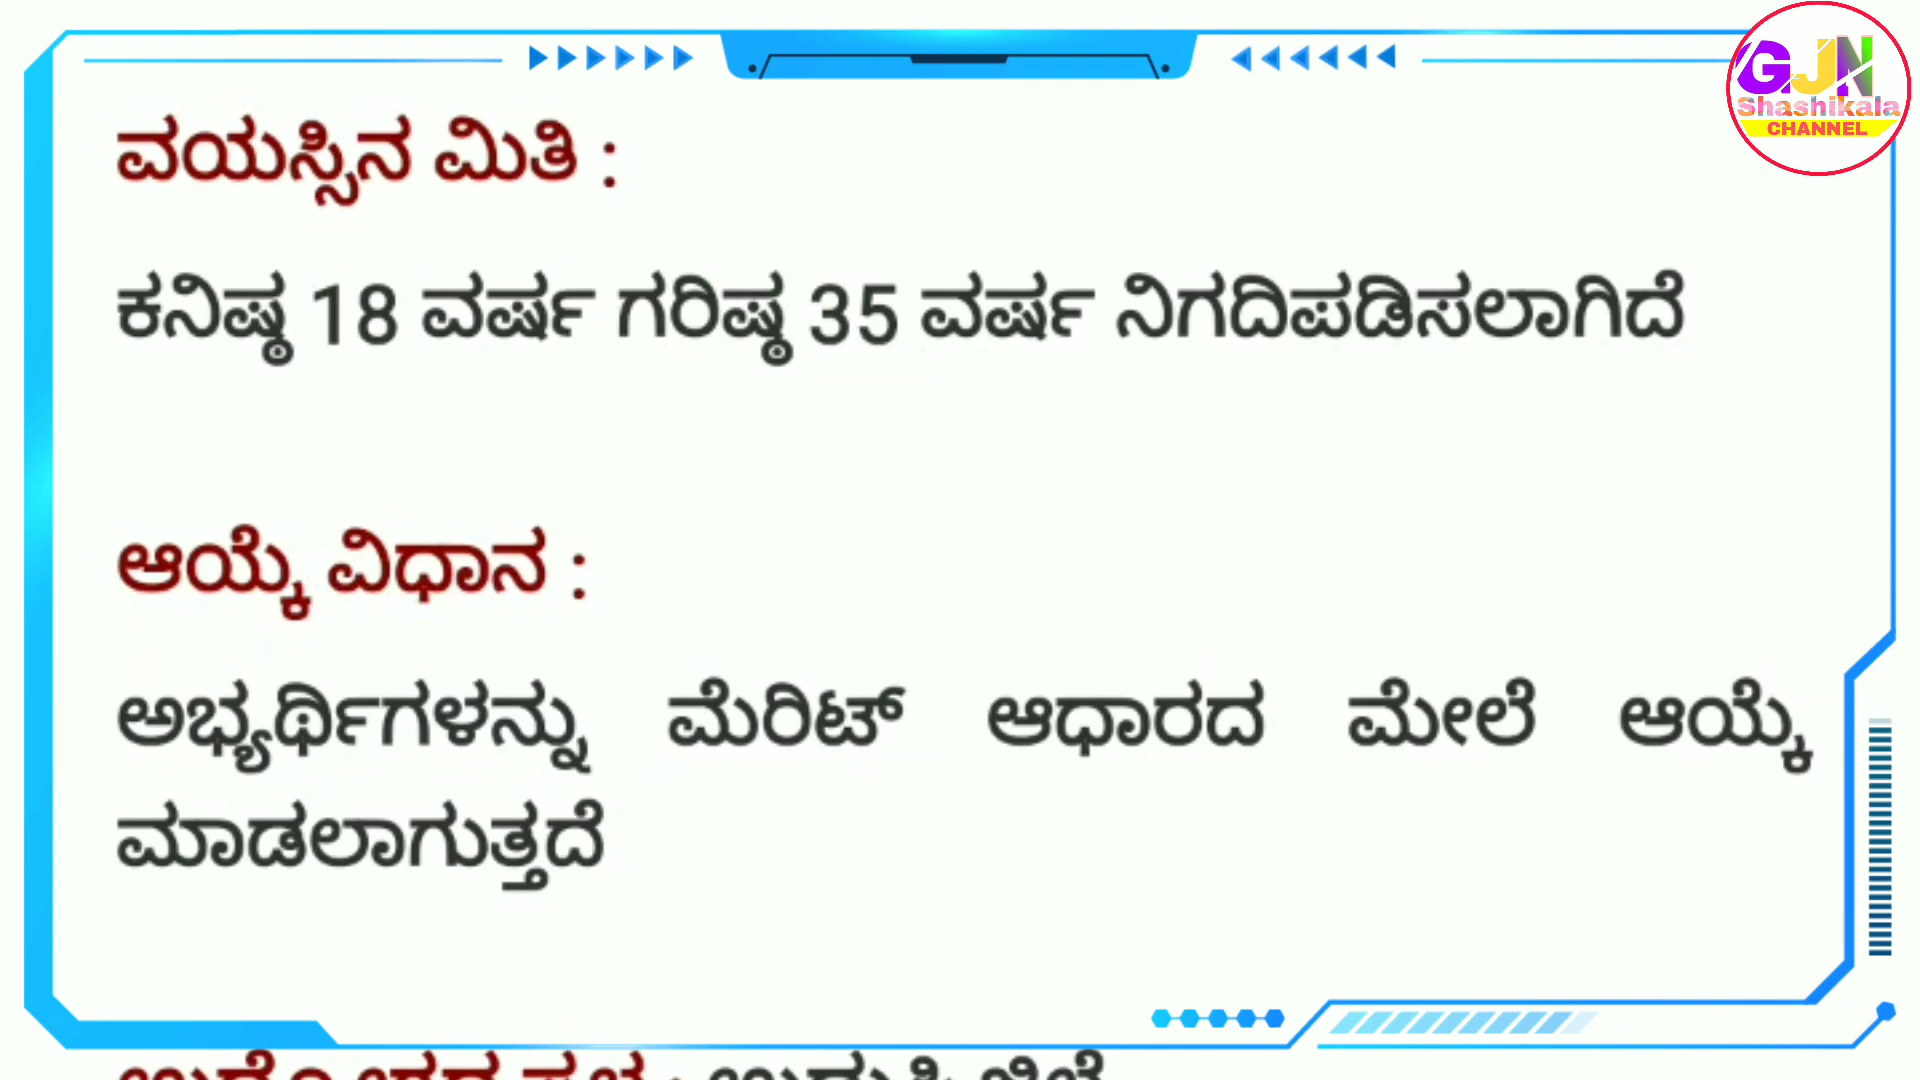 GJN
Shashikala
CHANNEL
ವಯಸ್ಸಿನ ಮಿತಿ :
ಕನಿಷ್ಠ 18 ವರ್ಷ ಗರಿಷ್ಠ 35 ವರ್ಷ ನಿಗದಿಪಡಿಸಲಾಗಿದೆ
ಆಯ್ಕೆ ವಿಧಾನ :
ಅಭ್ಯರ್ಥಿಗಳನ್ನು ಮೆರಿಟ್ ಆಧಾರದ ಮೇಲೆ ಆಯ್ಕೆ
ಮಾಡಲಾಗುತ್ತದೆ